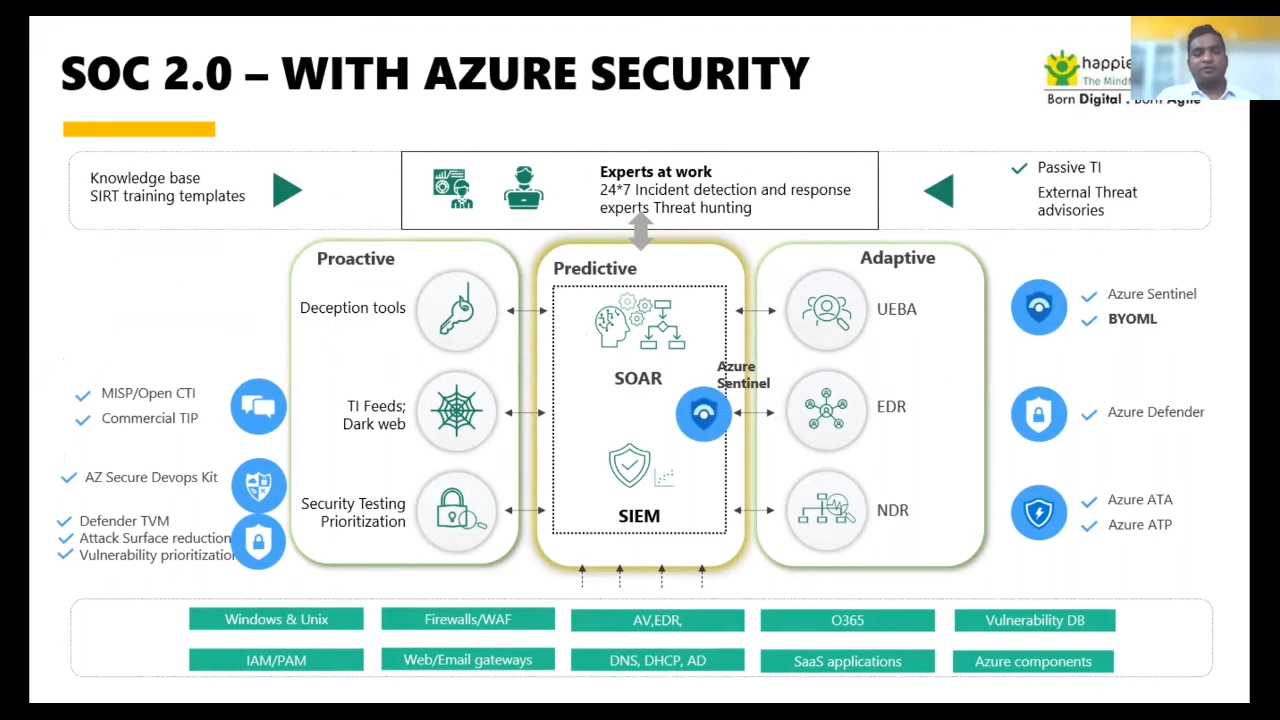 SOC 2.0 – WITH AZURE SECURITY
happie
The Mindf
Born Digital . Born Agile
Knowledge base
SIRT training templates
Experts at work
24*7 Incident detection and response
experts Threat hunting
Passive TI
External Threat
advisories
Proactive
Deception tools
TI Feeds;
Dark web
Security Testing
Prioritization
Predictive
SOAR
Azure
Sentinel
SIEM
Adaptive
UEBA
EDR
NDR
MISP/Open CTI
Commercial TIP
AZ Secure Devops Kit
Defender TVM
Attack Surface reduction
Vulnerability prioritization
Azure Sentinel
BYOML
Azure Defender
Azure ATA
Azure ATP
Windows & Unix
Firewalls/WAF
AV,EDR,
O365
Vulnerability DB
IAM/PAM
Web/Email gateways
DNS, DHCP, AD
SaaS applications
Azure components